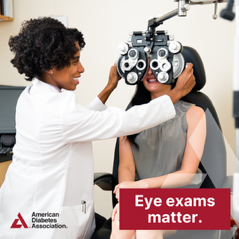 American
Diabetes
Association.
Eye exams
matter.